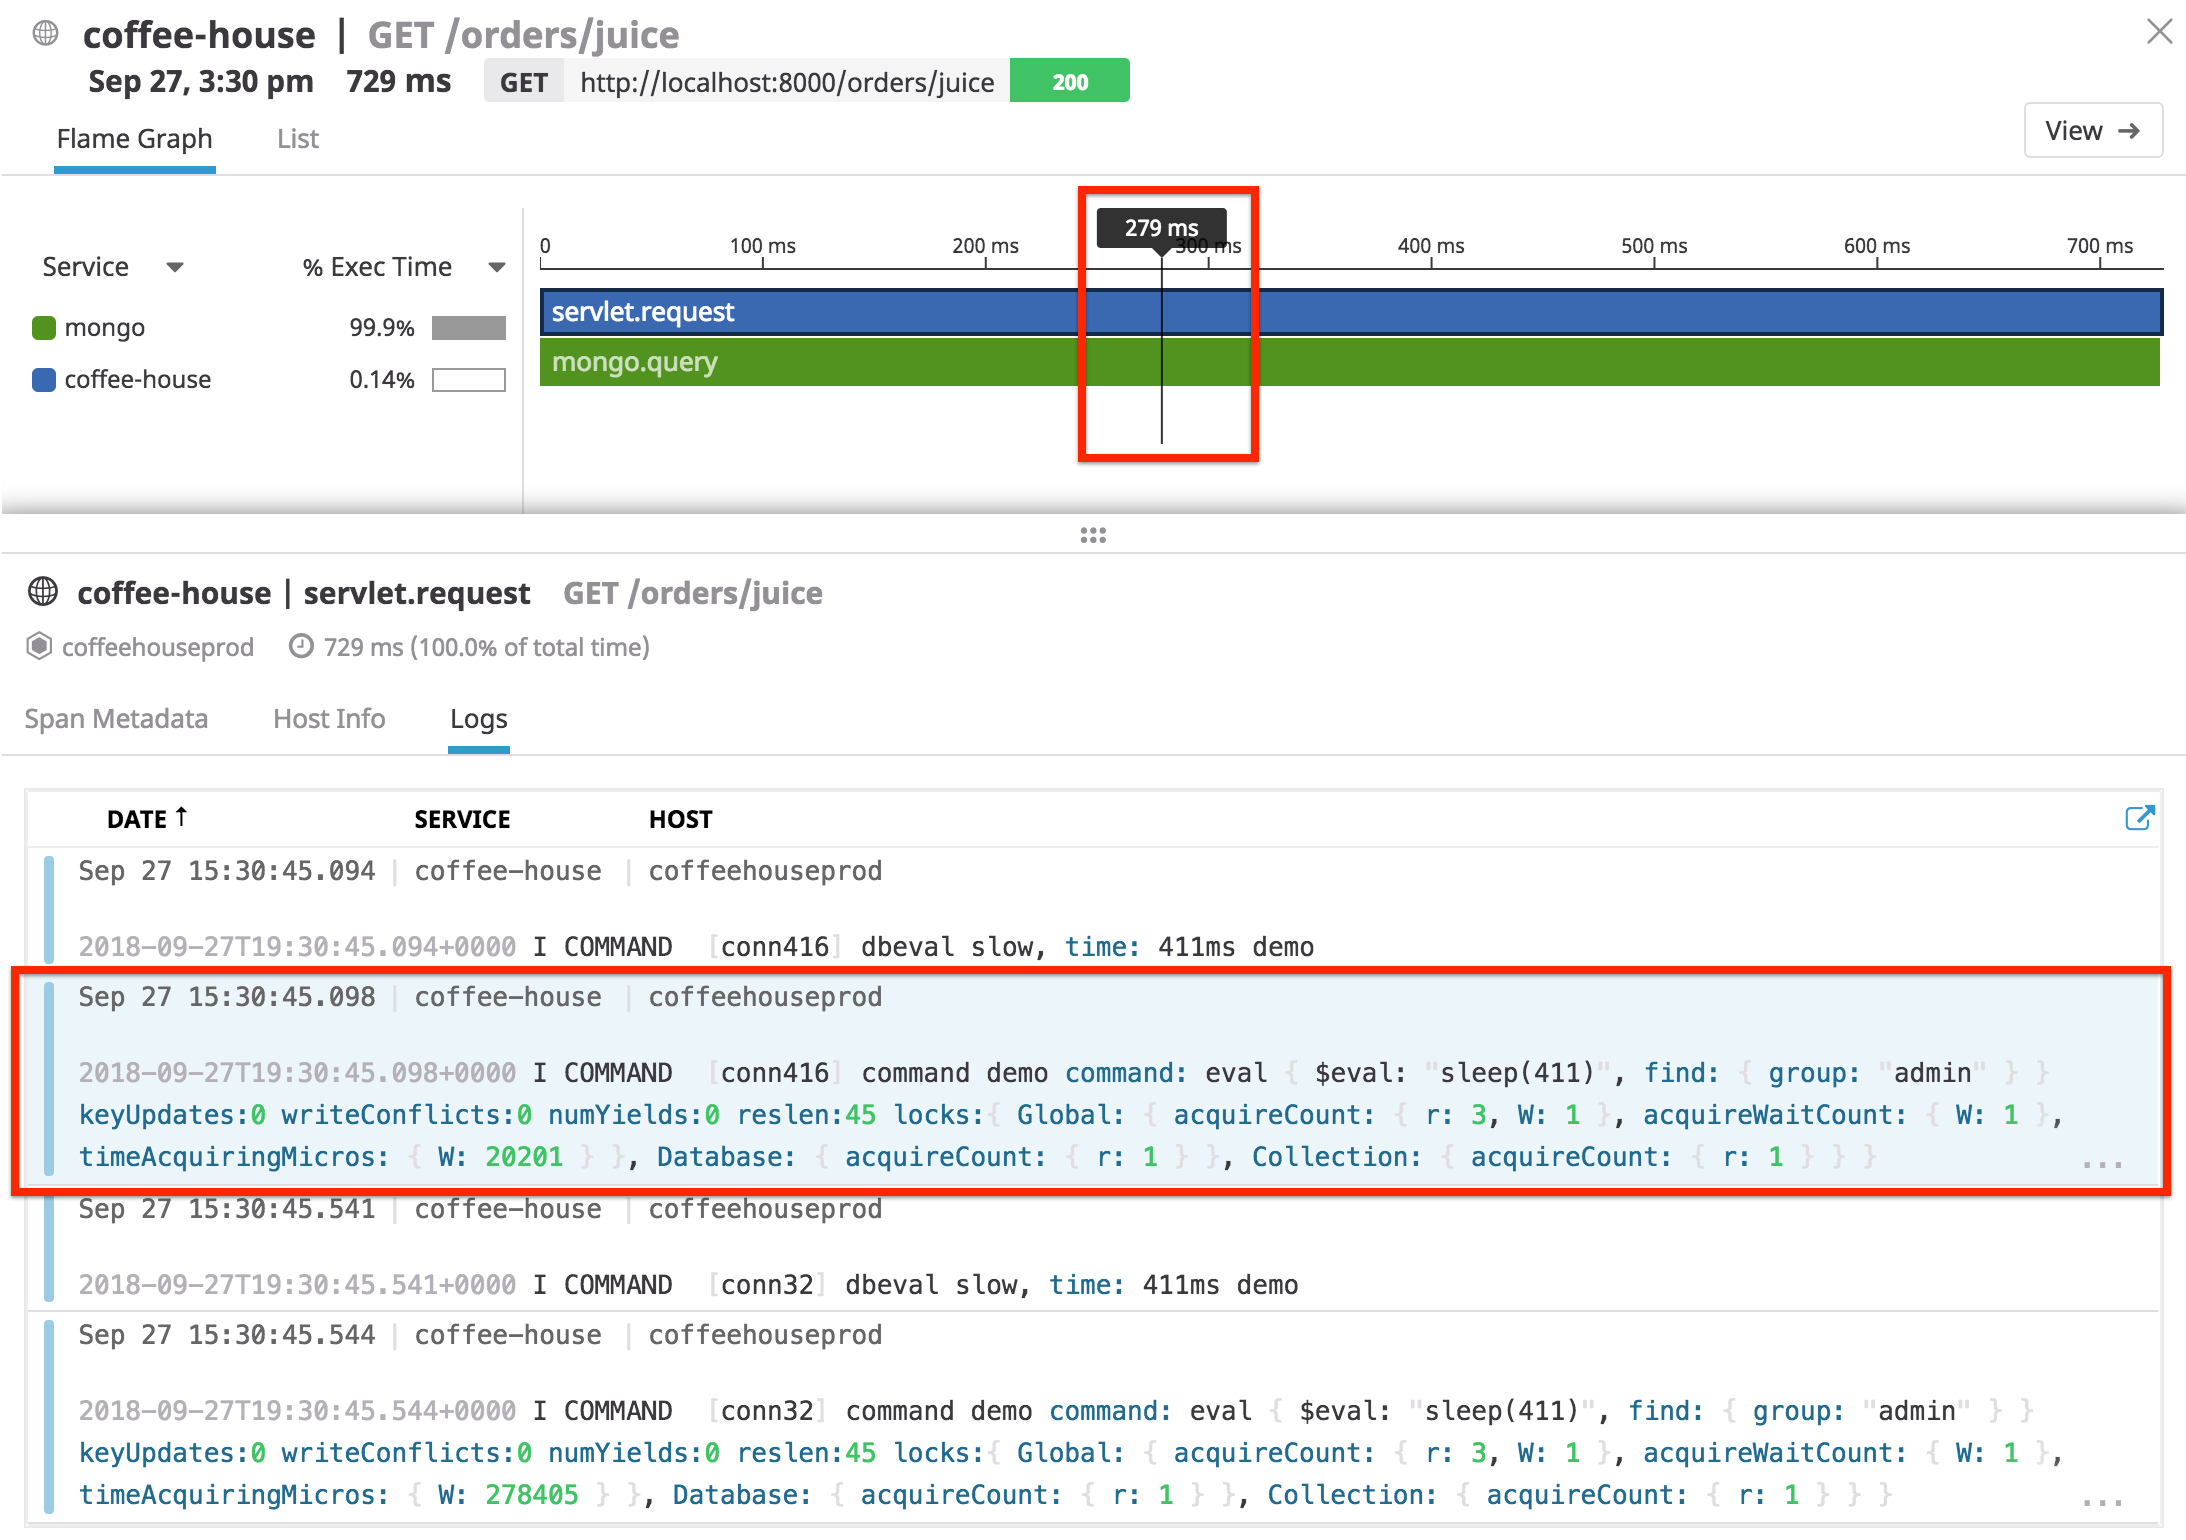 coffee-house | GET /orders/juice
Sep 27, 3:30 pm 729 ms GET http://localhost:8000/orders/juice 200
Flame Graph List
View →
279 ms
0 100 ms 200 ms 300 ms 400 ms 500 ms 600 ms 700 ms
Service % Exec Time
servlet.request
mongo 99.9%
mongo.query
coffee-house 0.14%
coffee-house | servlet.request GET /orders/juice
coffeehouseprod 729 ms (100.0% of total time)
Span Metadata Host Info Logs
DATE ↑ SERVICE HOST
Sep 27 15:30:45.094 | coffee-house | coffeehouseprod
2018-09-27T19:30:45.094+0000 I COMMAND [conn416] dbeval slow, time: 411ms demo
Sep 27 15:30:45.098 | coffee-house | coffeehouseprod
2018-09-27T19:30:45.098+0000 I COMMAND [conn416] command demo command: eval { $eval: "sleep(411)", find: { group: "admin" } }
keyUpdates:0 writeConflicts:0 numYields:0 reslen:45 locks:{ Global: { acquireCount: { r: 3, W: 1 }, acquireWaitCount: { W: 1 },
timeAcquiringMicros: { W: 20201 } }, Database: { acquireCount: { r: 1 } }, Collection: { acquireCount: { r: 1 } } } ...
Sep 27 15:30:45.541 | coffee-house | coffeehouseprod
2018-09-27T19:30:45.541+0000 I COMMAND [conn32] dbeval slow, time: 411ms demo
Sep 27 15:30:45.544 | coffee-house | coffeehouseprod
2018-09-27T19:30:45.544+0000 I COMMAND [conn32] command demo command: eval { $eval: "sleep(411)", find: { group: "admin" } }
keyUpdates:0 writeConflicts:0 numYields:0 reslen:45 locks:{ Global: { acquireCount: { r: 3, W: 1 }, acquireWaitCount: { W: 1 },
timeAcquiringMicros: { W: 278405 } }, Database: { acquireCount: { r: 1 } }, Collection: { acquireCount: { r: 1 } } } ...